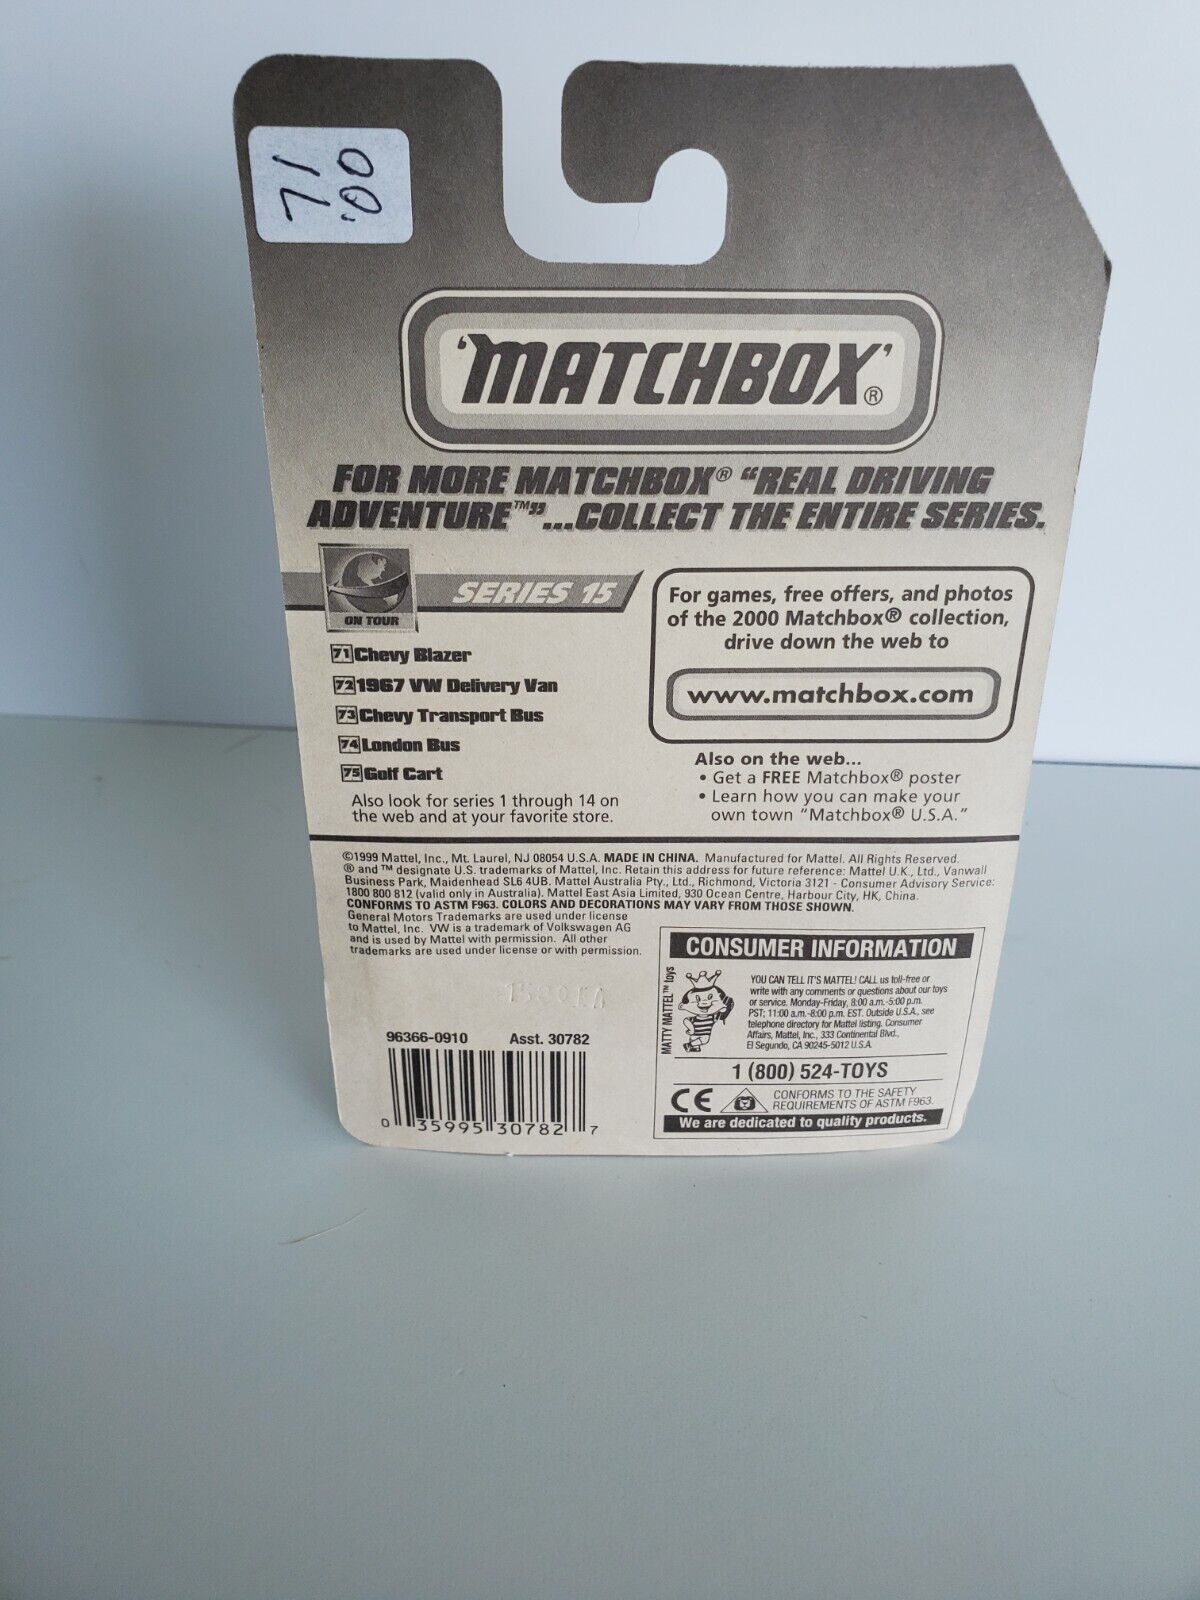 71
'00
'MATCHBOX'®
FOR MORE MATCHBOX® "REAL DRIVING
ADVENTURE™"...COLLECT THE ENTIRE SERIES.
ON TOUR
SERIES 15
71 Chevy Blazer
72 1967 VW Delivery Van
73 Chevy Transport Bus
74 London Bus
75 Golf Cart
Also look for series 1 through 14 on
the web and at your favorite store.
For games, free offers, and photos
of the 2000 Matchbox® collection,
drive down the web to
www.matchbox.com
Also on the web...
• Get a FREE Matchbox® poster
• Learn how you can make your
own town "Matchbox® U.S.A."
©1999 Mattel, Inc., Mt. Laurel, NJ 08054 U.S.A. MADE IN CHINA. Manufactured for Mattel. All Rights Reserved.
® and ™ designate U.S. trademarks of Mattel, Inc. Retain this address for future reference: Mattel U.K., Ltd., Vanwall
Business Park, Maidenhead SL6 4UB. Mattel Australia Pty., Ltd., Richmond, Victoria 3121 - Consumer Advisory Service:
1800 800 812 (valid only in Australia). Mattel East Asia Limited, 930 Ocean Centre, Harbour City, HK, China.
CONFORMS TO ASTM F963. COLORS AND DECORATIONS MAY VARY FROM THOSE SHOWN.
General Motors Trademarks are used under license
to Mattel, Inc. VW is a trademark of Volkswagen AG
and is used by Mattel with permission. All other
trademarks are used under license or with permission.
96366-0910 Asst. 30782
0 35995 30782 7
CONSUMER INFORMATION
MATTY MATTEL™ toys
YOU CAN TELL IT'S MATTEL! CALL us toll-free or
write with any comments or questions about our toys
or service. Monday-Friday, 8:00 a.m.-5:00 p.m.
PST; 11:00 a.m.-8:00 p.m. EST. Outside U.S.A., see
telephone directory for Mattel listing. Consumer
Affairs, Mattel, Inc., 333 Continental Blvd.,
El Segundo, CA 90245-5012 U.S.A.
1 (800) 524-TOYS
CE
CONFORMS TO THE SAFETY
REQUIREMENTS OF ASTM F963.
We are dedicated to quality products.